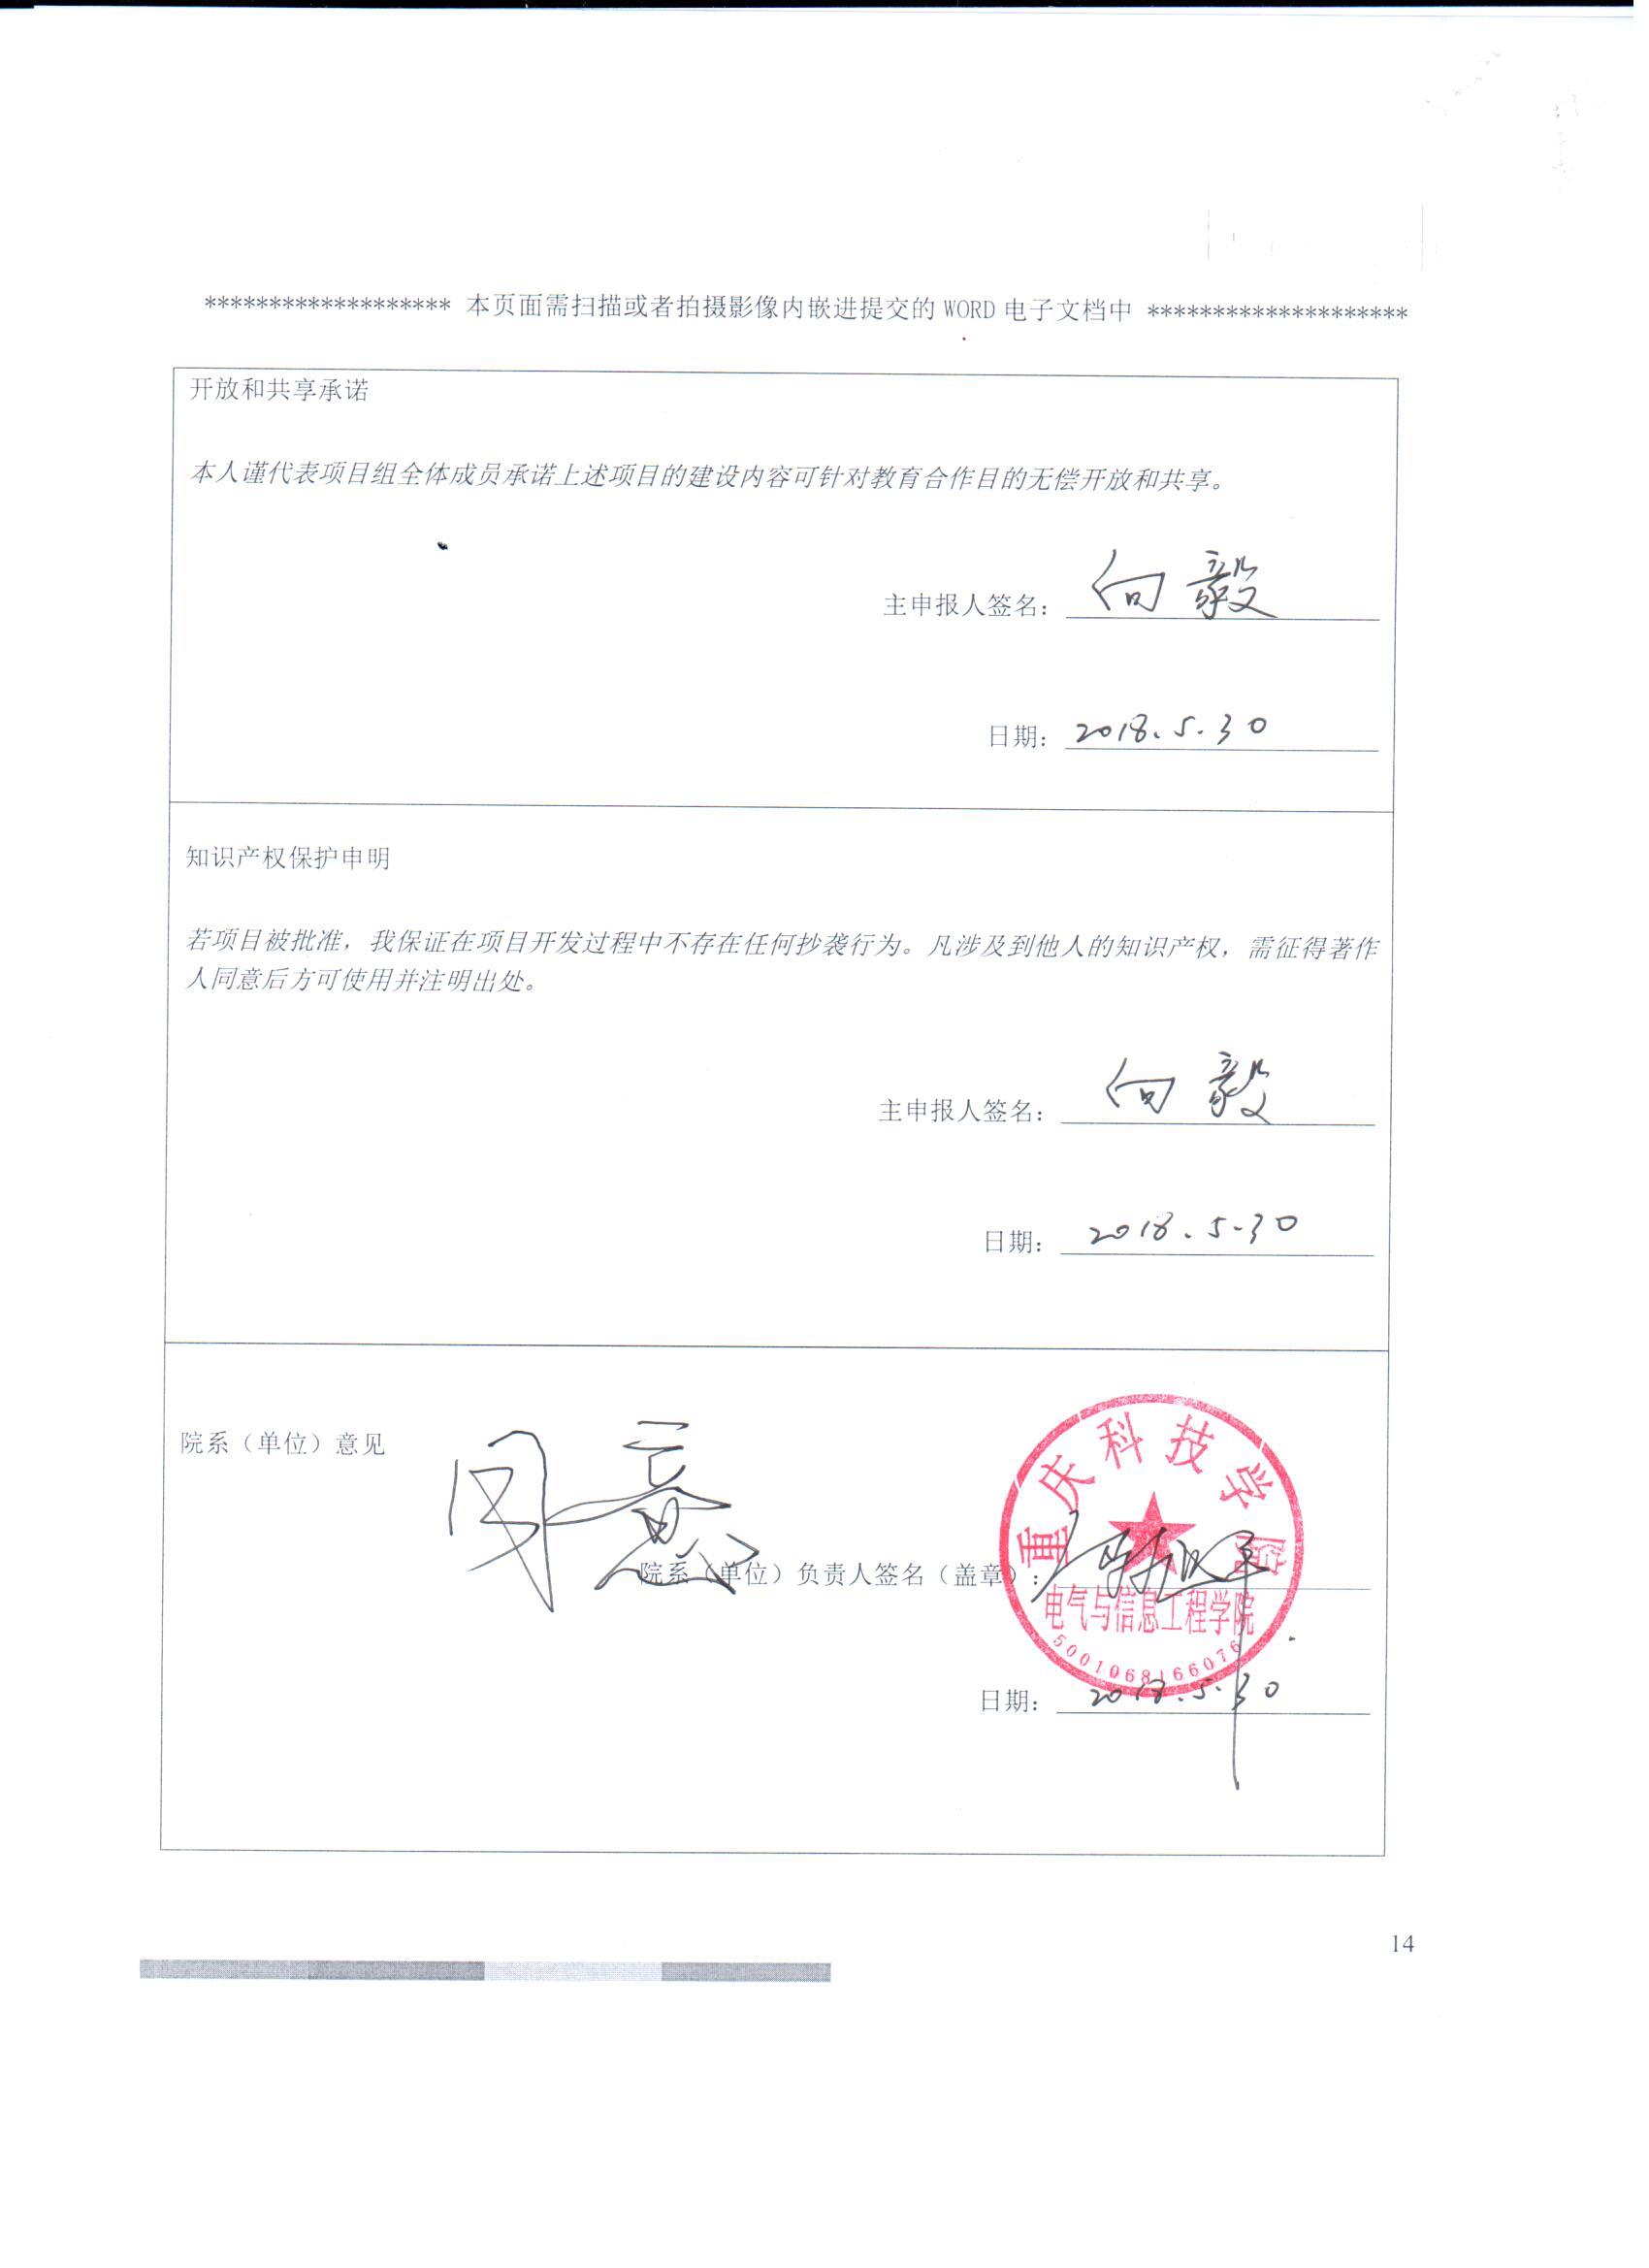 ******************* 本页面需扫描或者拍摄影像内嵌进提交的 WORD 电子文档中 ********************
开放和共享承诺
本人谨代表项目组全体成员承诺上述项目的建设内容可针对教育合作目的无偿开放和共享。
主申报人签名： 向毅
日期： 2018.5.30
知识产权保护申明
若项目被批准，我保证在项目开发过程中不存在任何抄袭行为。凡涉及到他人的知识产权，需征得著作
人同意后方可使用并注明出处。
主申报人签名： 向毅
日期： 2018.5.30
院系（单位）意见 同意
重庆科技学院
院系（单位）负责人签名（盖章）：
电气与信息工程学院
5001068166076
日期： 2018.5.30
14